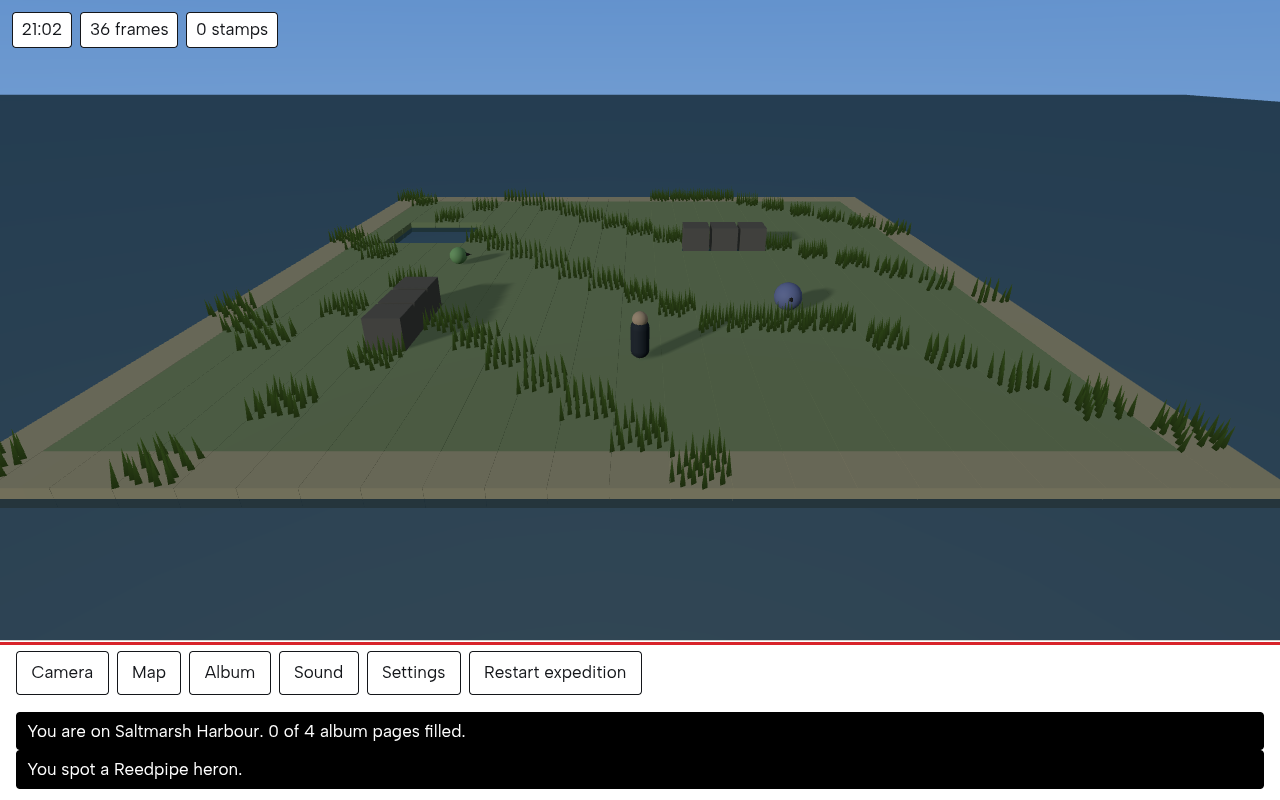 21:02
36 frames
0 stamps
Camera
Map
Album
Sound
Settings
Restart expedition
You are on Saltmarsh Harbour. 0 of 4 album pages filled.
You spot a Reedpipe heron.